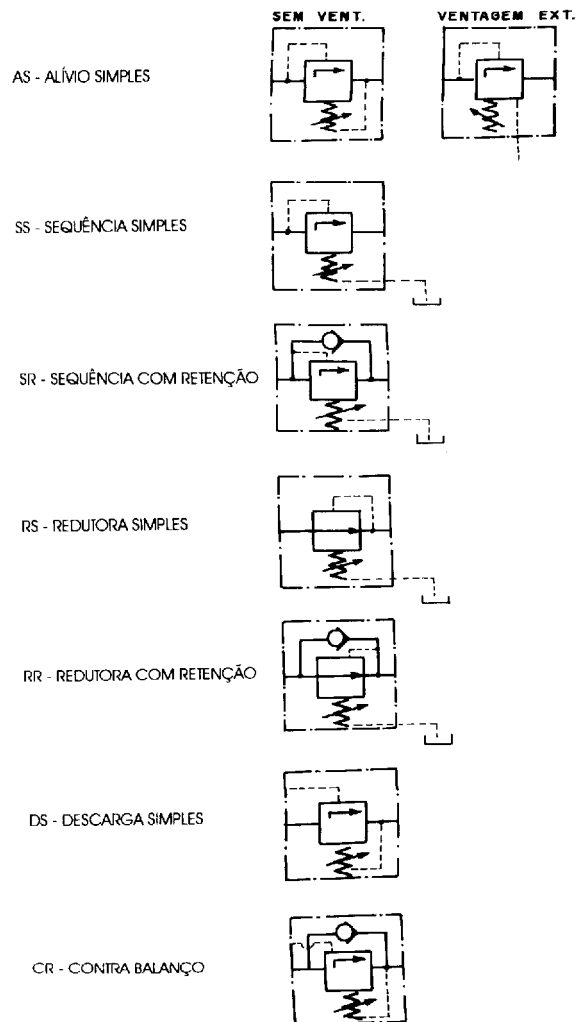 SEM VENT.
VENTAGEM EXT.
AS - ALÍVIO SIMPLES
SS - SEQUÊNCIA SIMPLES
SR - SEQUÊNCIA COM RETENÇÃO
RS - REDUTORA SIMPLES
RR - REDUTORA COM RETENÇÃO
DS - DESCARGA SIMPLES
CR - CONTRA BALANÇO